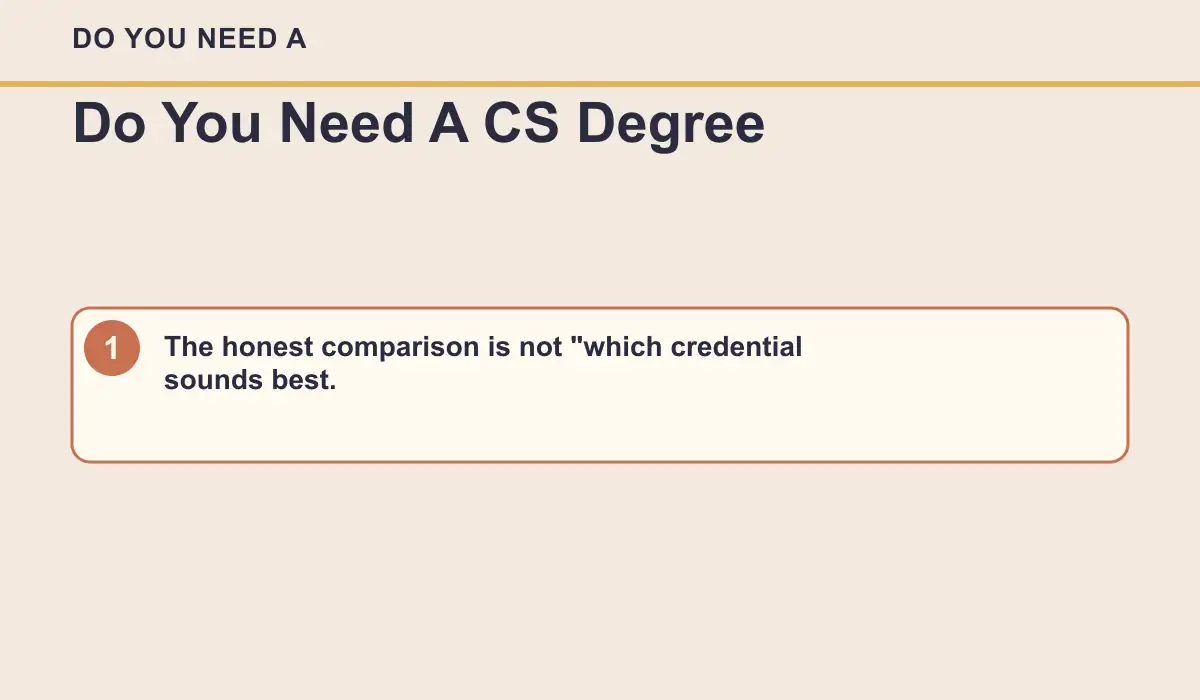 DO YOU NEED A
Do You Need A CS Degree
1
The honest comparison is not "which credential
sounds best.